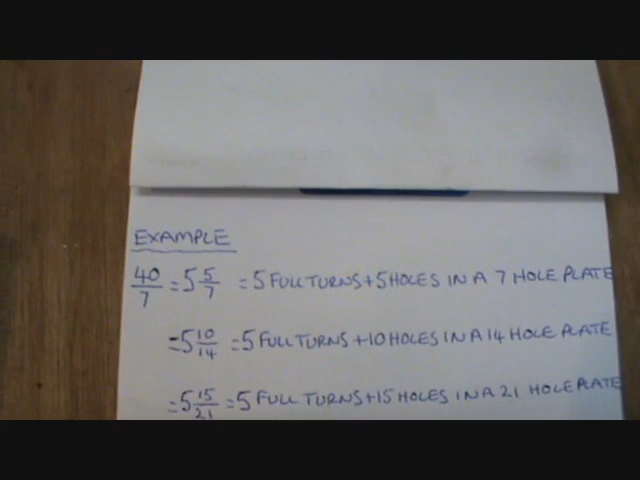 EXAMPLE
40/7 = 5 5/7 = 5 FULL TURNS + 5 HOLES IN A 7 HOLE PLATE
= 5 10/14 = 5 FULL TURNS + 10 HOLES IN A 14 HOLE PLATE
= 5 15/21 = 5 FULL TURNS + 15 HOLES IN A 21 HOLE PLATE